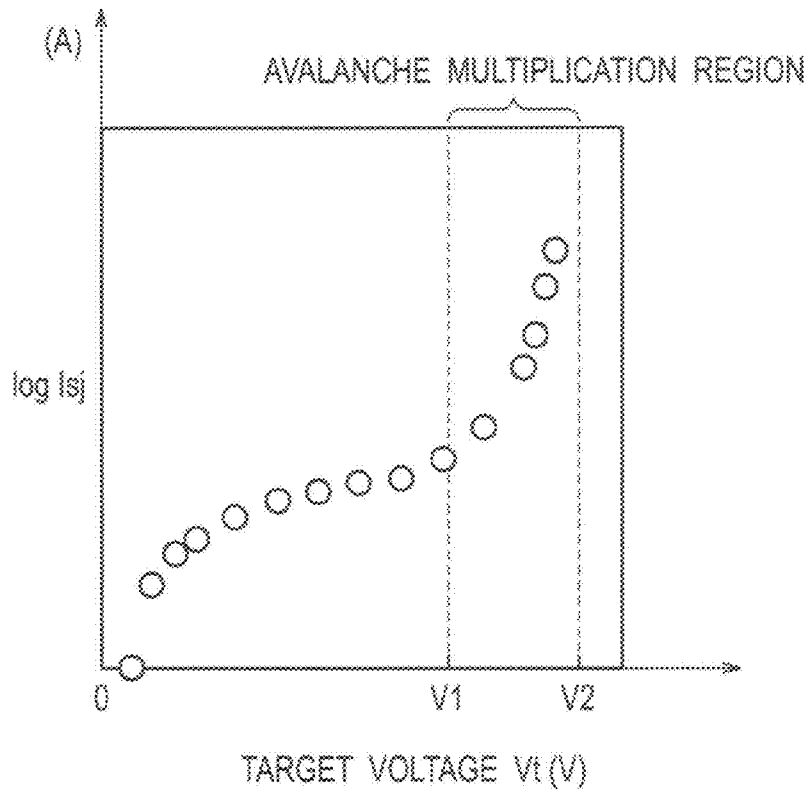 (A)
AVALANCHE MULTIPLICATION REGION
log Isj
0 V1 V2
TARGET VOLTAGE Vt (V)